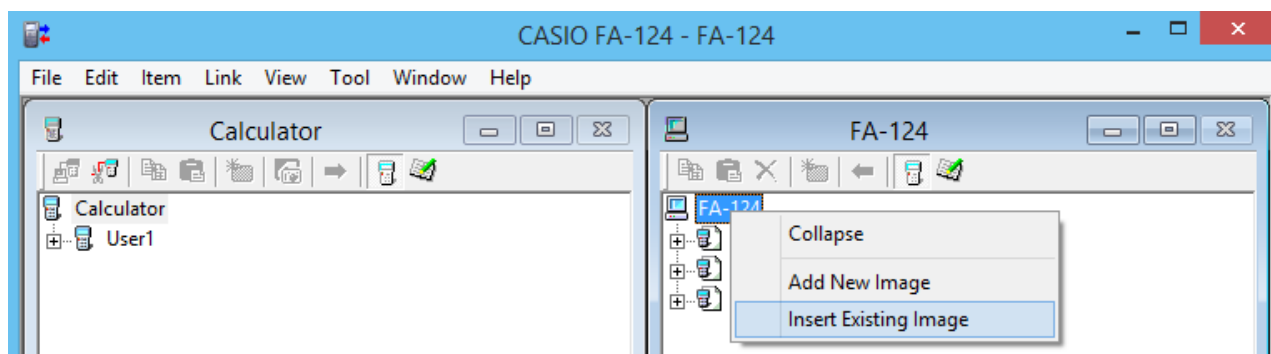 CASIO FA-124 - FA-124
File Edit Item Link View Tool Window Help
Calculator
Calculator
User1
FA-124
FA-124
Collapse
Add New Image
Insert Existing Image